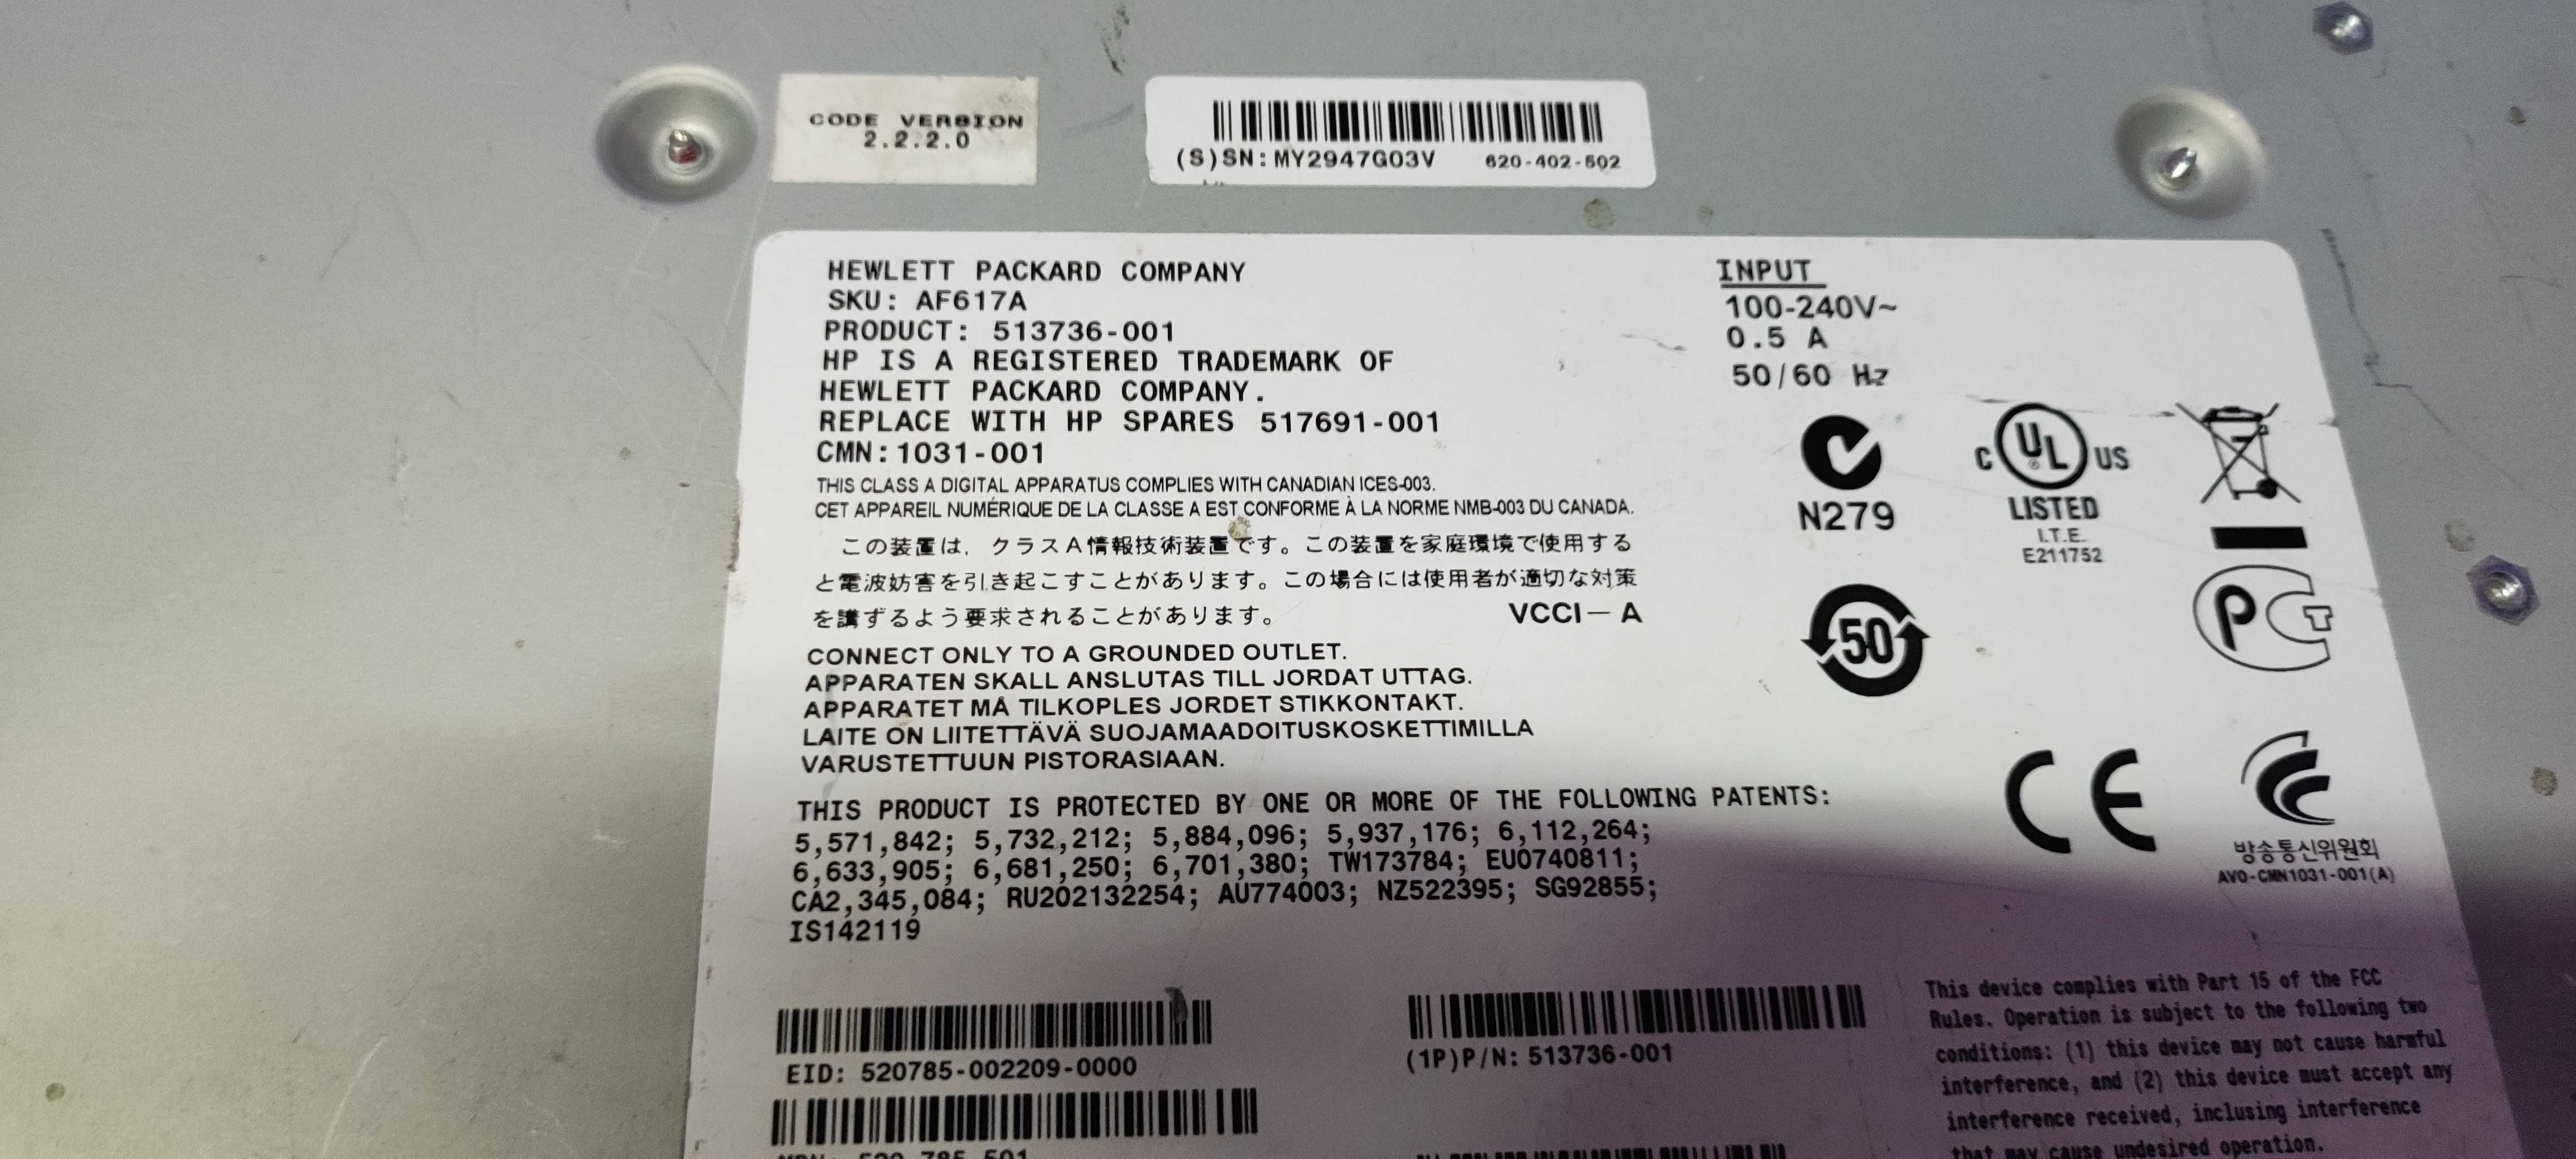 CODE VERSION
2.2.2.0
(S)SN:MY2947G03V 620-402-502
HEWLETT PACKARD COMPANY
SKU: AF617A
PRODUCT: 513736-001
HP IS A REGISTERED TRADEMARK OF
HEWLETT PACKARD COMPANY.
REPLACE WITH HP SPARES 517691-001
CMN:1031-001
THIS CLASS A DIGITAL APPARATUS COMPLIES WITH CANADIAN ICES-003.
CET APPAREIL NUMÉRIQUE DE LA CLASSE A EST CONFORME À LA NORME NMB-003 DU CANADA.
この装置は，クラスA情報技術装置です。この装置を家庭環境で使用する
と電波妨害を引き起こすことがあります。この場合には使用者が適切な対策
を講ずるよう要求されることがあります。 VCCI－A
CONNECT ONLY TO A GROUNDED OUTLET.
APPARATEN SKALL ANSLUTAS TILL JORDAT UTTAG.
APPARATET MÅ TILKOPLES JORDET STIKKONTAKT.
LAITE ON LIITETTÄVÄ SUOJAMAADOITUSKOSKETTIMILLA
VARUSTETTUUN PISTORASIAAN.
THIS PRODUCT IS PROTECTED BY ONE OR MORE OF THE FOLLOWING PATENTS:
5,571,842; 5,732,212; 5,884,096; 5,937,176; 6,112,264;
6,633,905; 6,681,250; 6,701,380; TW173784; EU0740811;
CA2,345,084; RU202132254; AU774003; NZ522395; SG92855;
IS142119
INPUT
100-240V~
0.5 A
50/60 Hz
N279
C UL US
®
LISTED
I.T.E.
E211752
50
PCT
CE
방송통신위원회
AVO-CMN1031-001(A)
EID: 520785-002209-0000
(1P)P/N: 513736-001
This device complies with Part 15 of the FCC
Rules. Operation is subject to the following two
conditions: (1) this device may not cause harmful
interference, and (2) this device must accept any
interference received, inclusing interference
that may cause undesired operation.